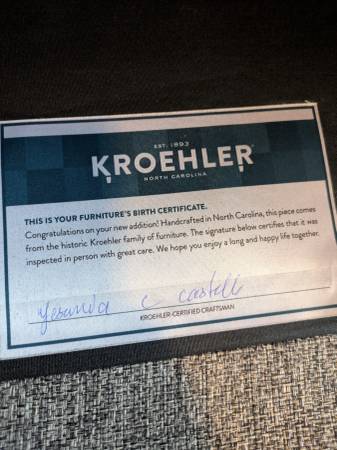 EST. 1893
KROEHLER
NORTH CAROLINA
THIS IS YOUR FURNITURE'S BIRTH CERTIFICATE.
Congratulations on your new addition! Handcrafted in North Carolina, this piece comes
from the historic Kroehler family of furniture. The signature below certifies that it was
inspected in person with great care. We hope you enjoy a long and happy life together.
c
KROEHLER-CERTIFIED CRAFTSMAN